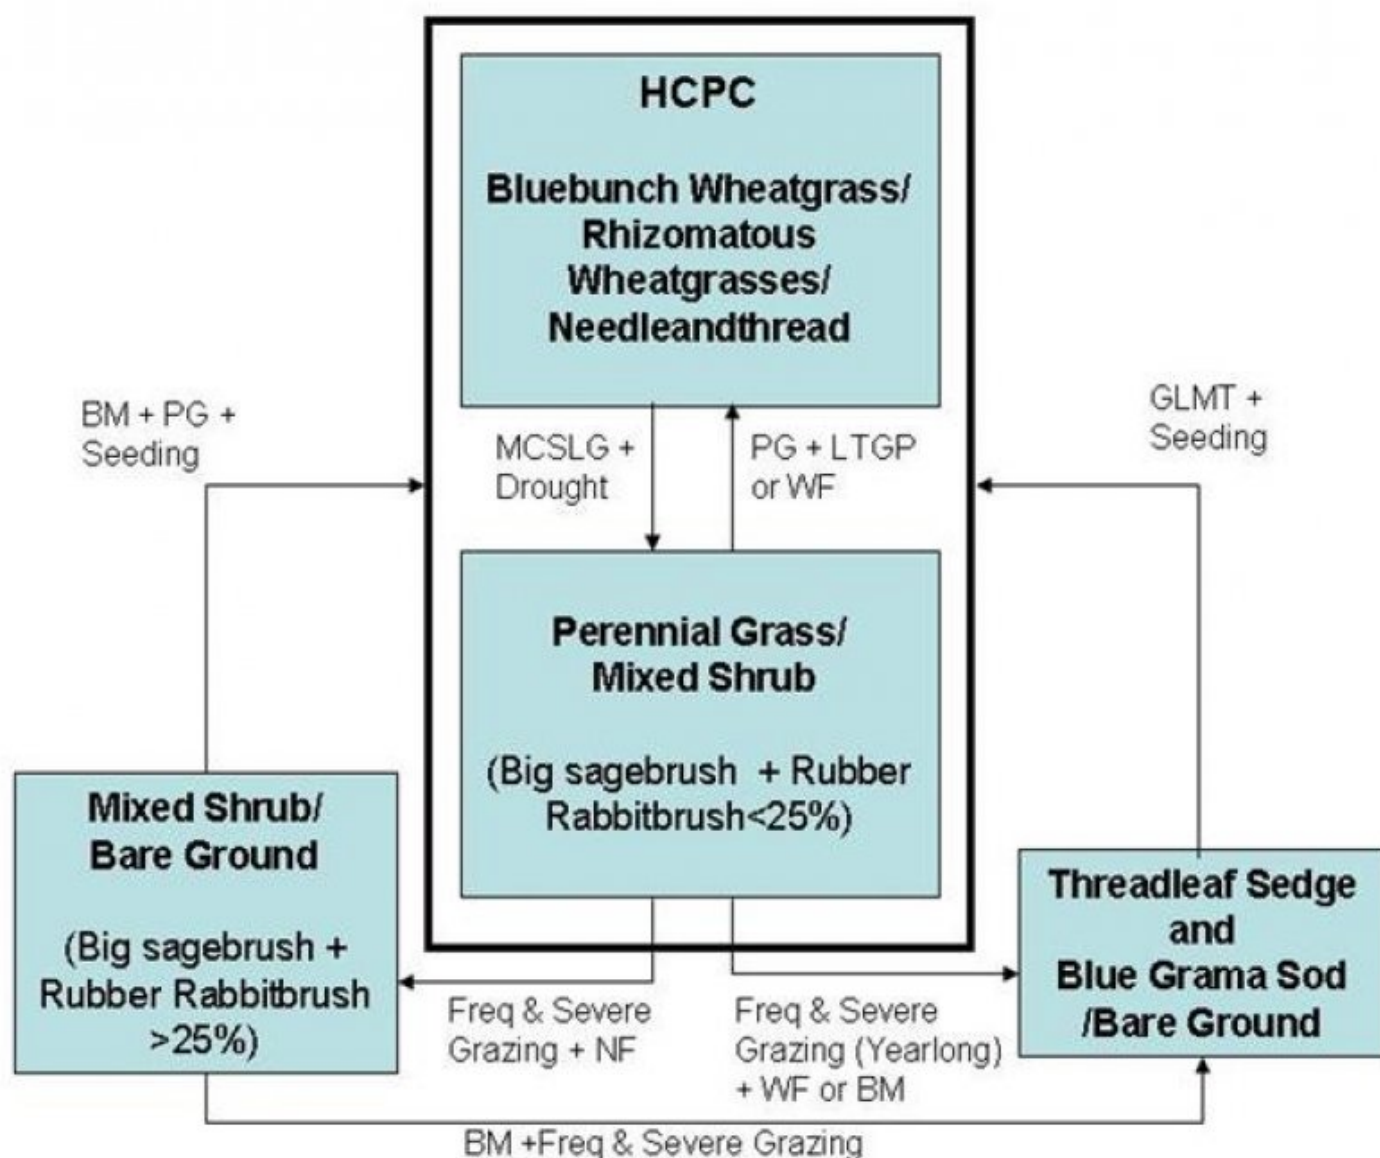 HCPC
Bluebunch Wheatgrass/
Rhizomatous
Wheatgrasses/
Needleandthread
BM + PG +
Seeding
MCSLG +
Drought
PG + LTGP
or WF
GLMT +
Seeding
Perennial Grass/
Mixed Shrub
(Big sagebrush + Rubber
Rabbitbrush<25%)
Mixed Shrub/
Bare Ground
(Big sagebrush +
Rubber Rabbitbrush
>25%)
Threadleaf Sedge
and
Blue Grama Sod
/Bare Ground
Freq & Severe
Grazing + NF
Freq & Severe
Grazing (Yearlong)
+ WF or BM
BM +Freq & Severe Grazing